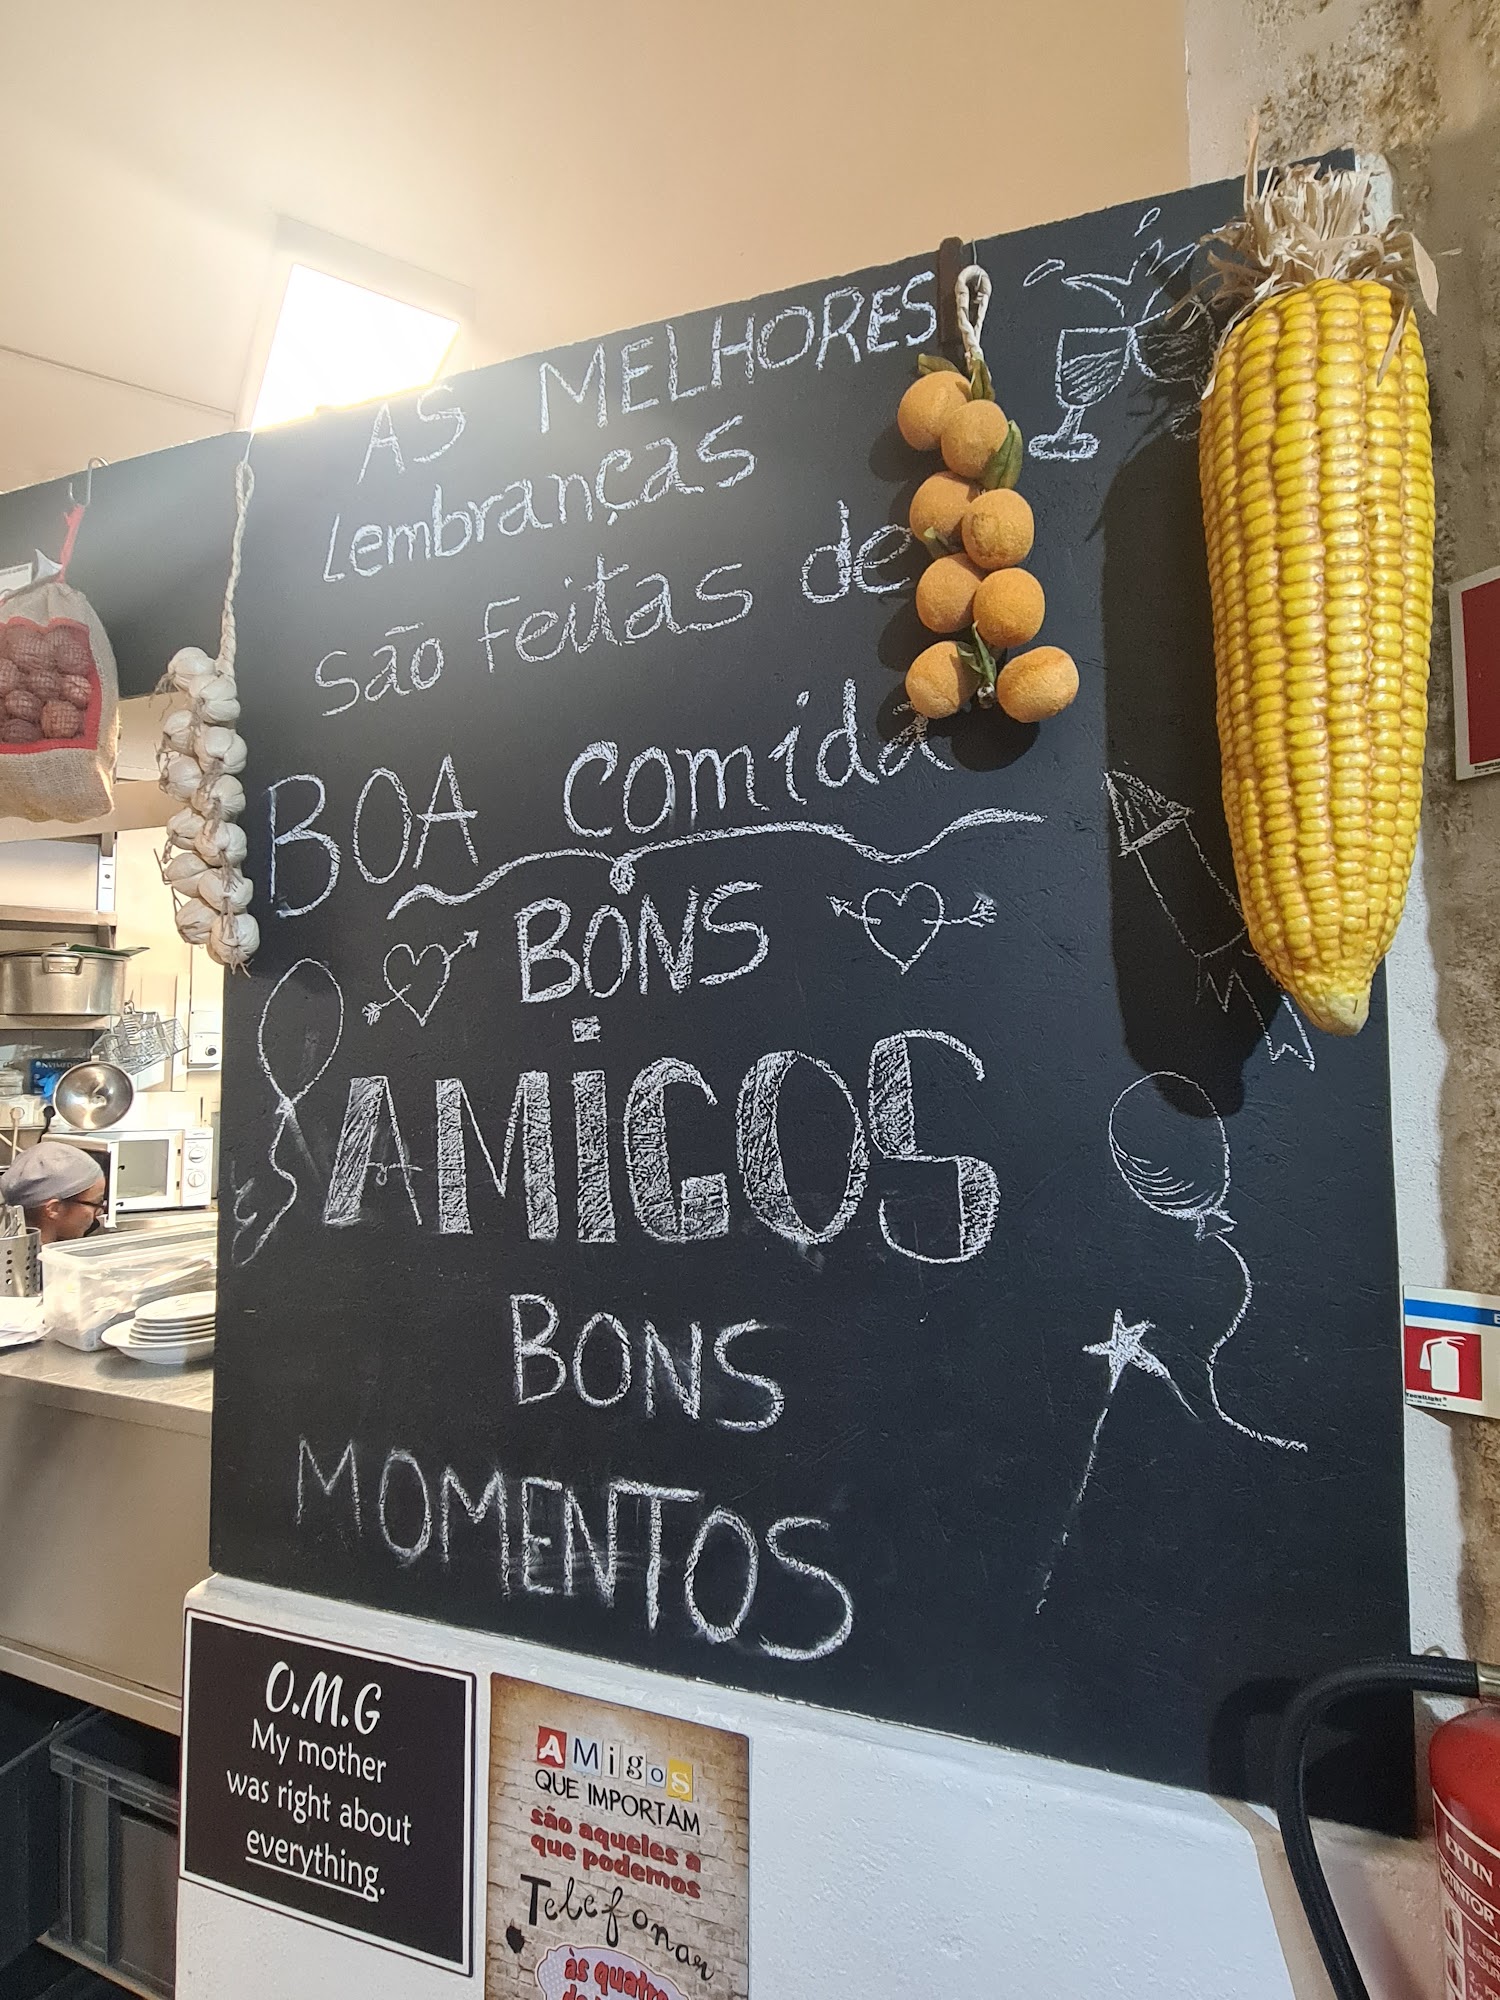 AS MELHORES
lembranças
são feitas de
BOA comida
BONS
AMiGOS
BONS
MOMENTOS
O.M.G
My mother
was right about
everything.
AMigos
QUE IMPORTAM
são aqueles a
que podemos
Telefonar
às quatro